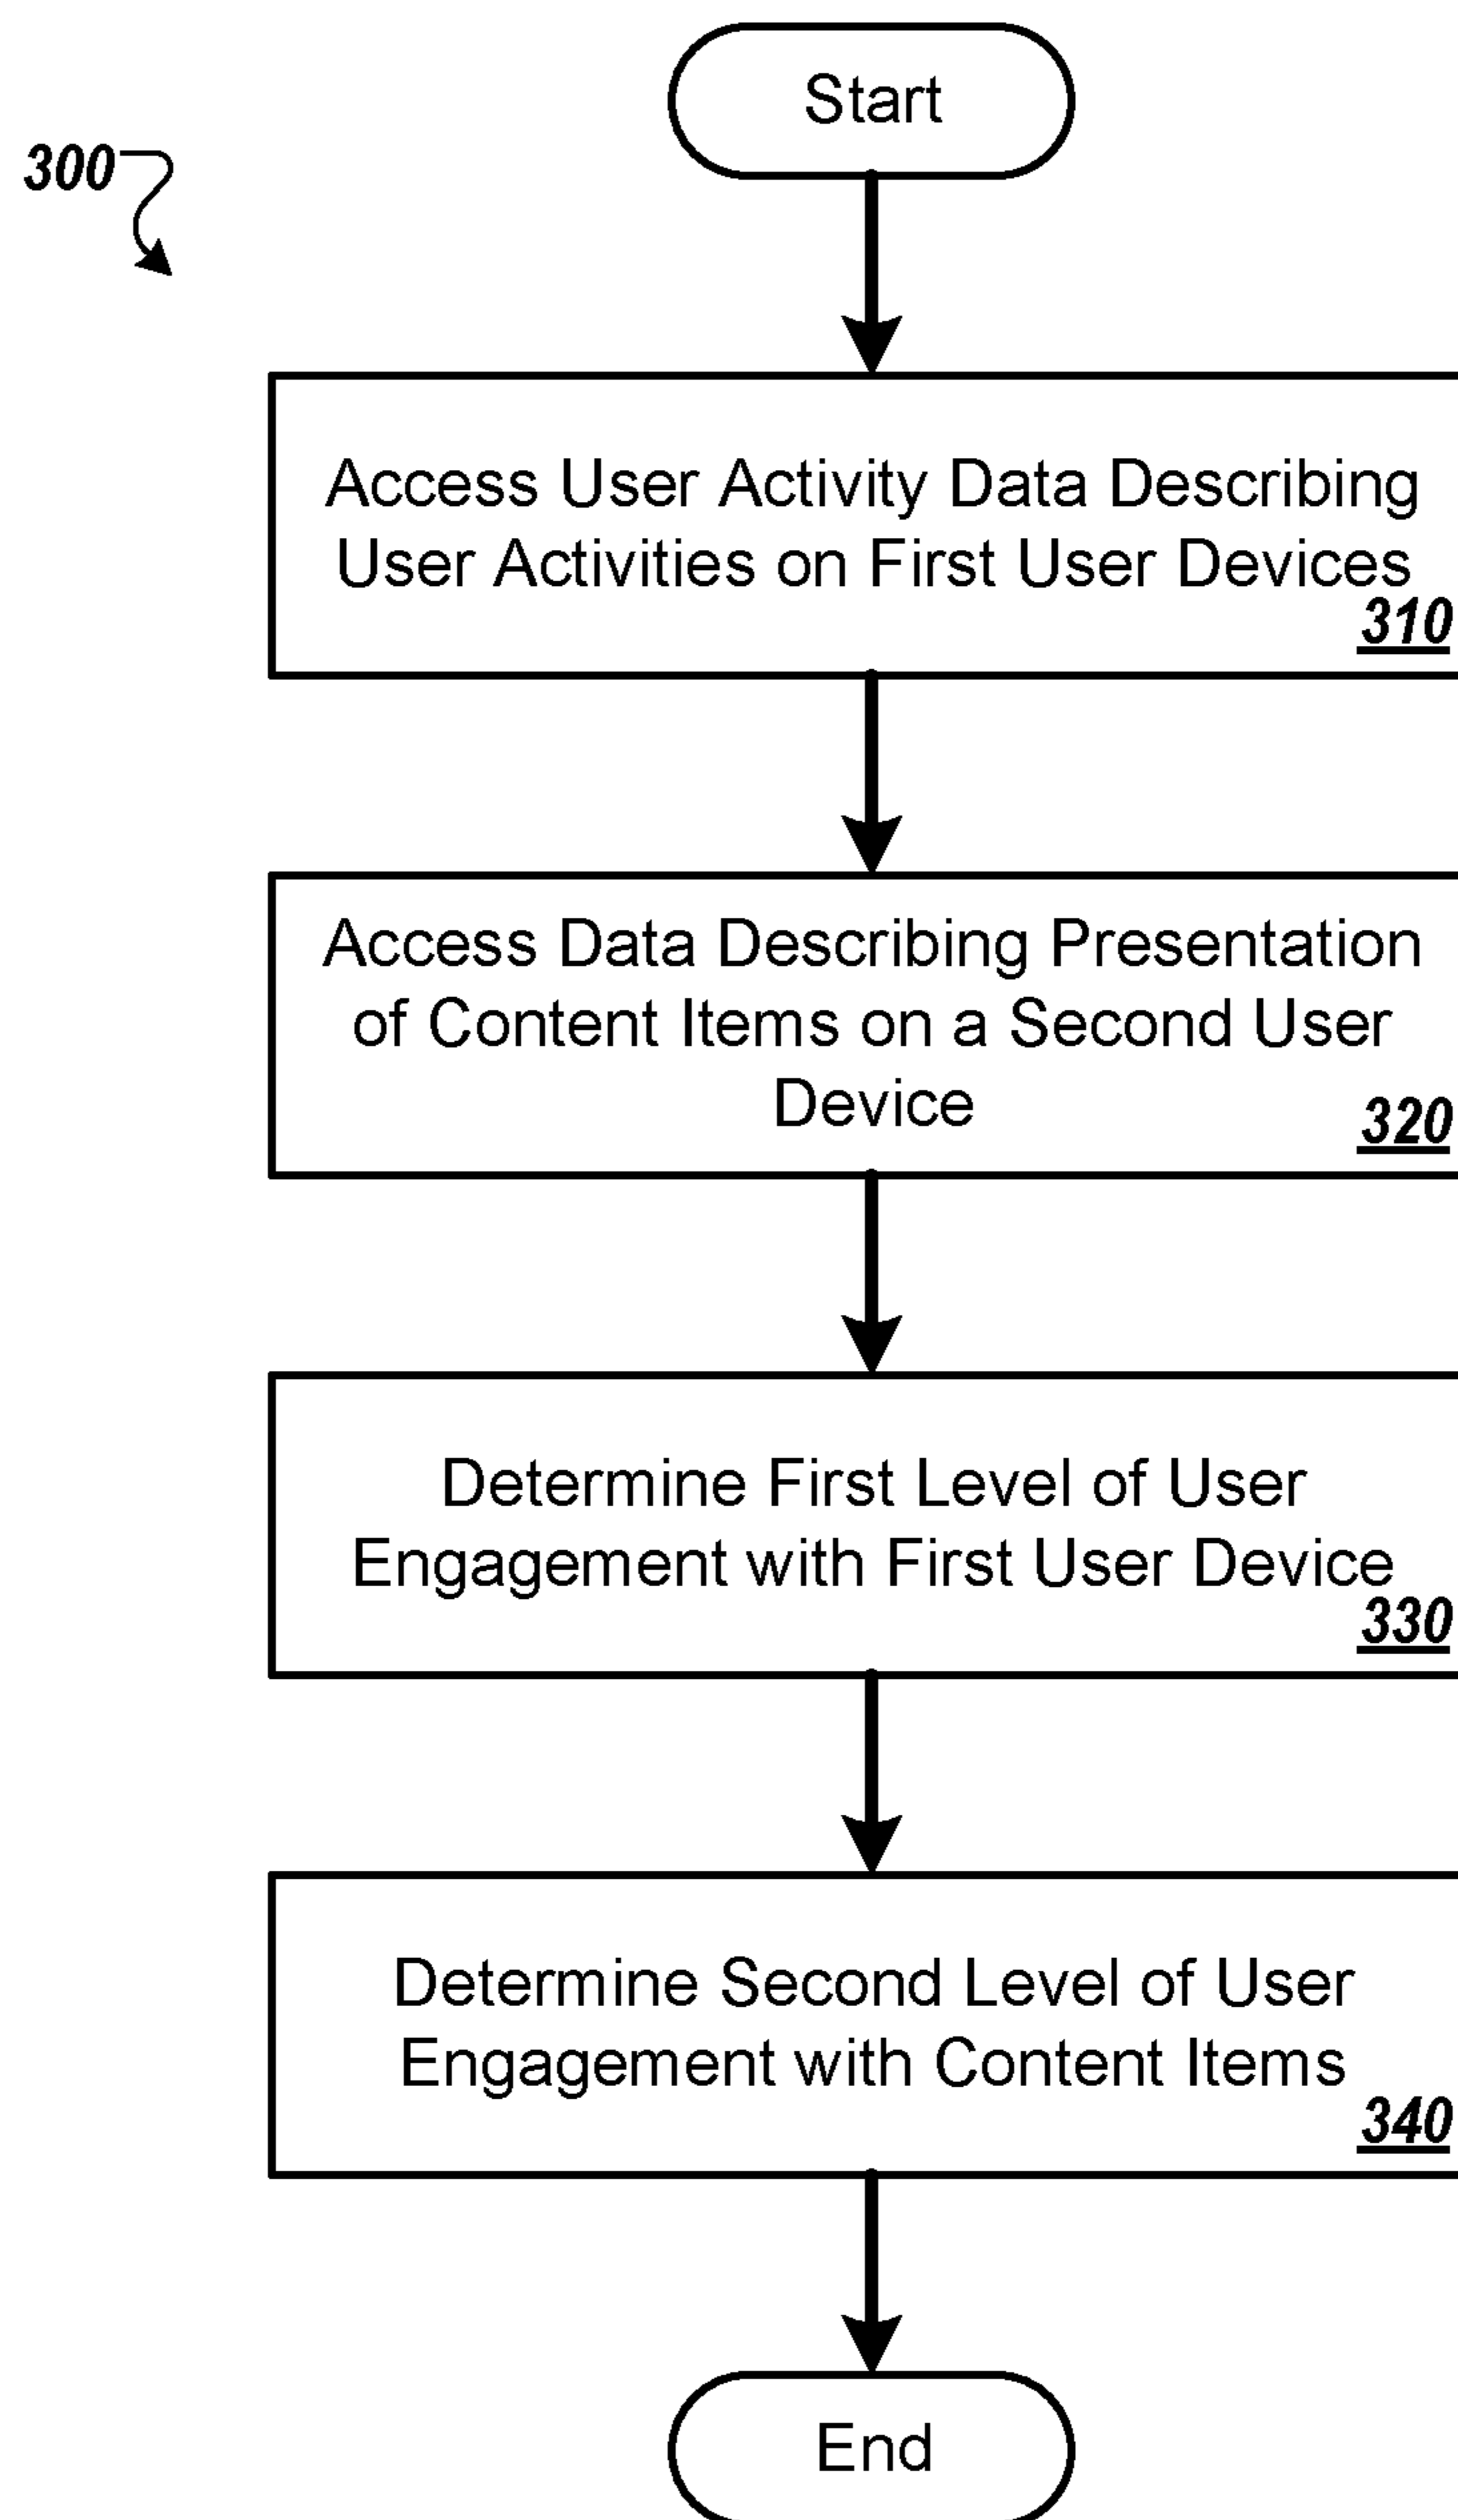 Start
300
Access User Activity Data Describing
User Activities on First User Devices
310
Access Data Describing Presentation
of Content Items on a Second User
Device
320
Determine First Level of User
Engagement with First User Device
330
Determine Second Level of User
Engagement with Content Items
340
End